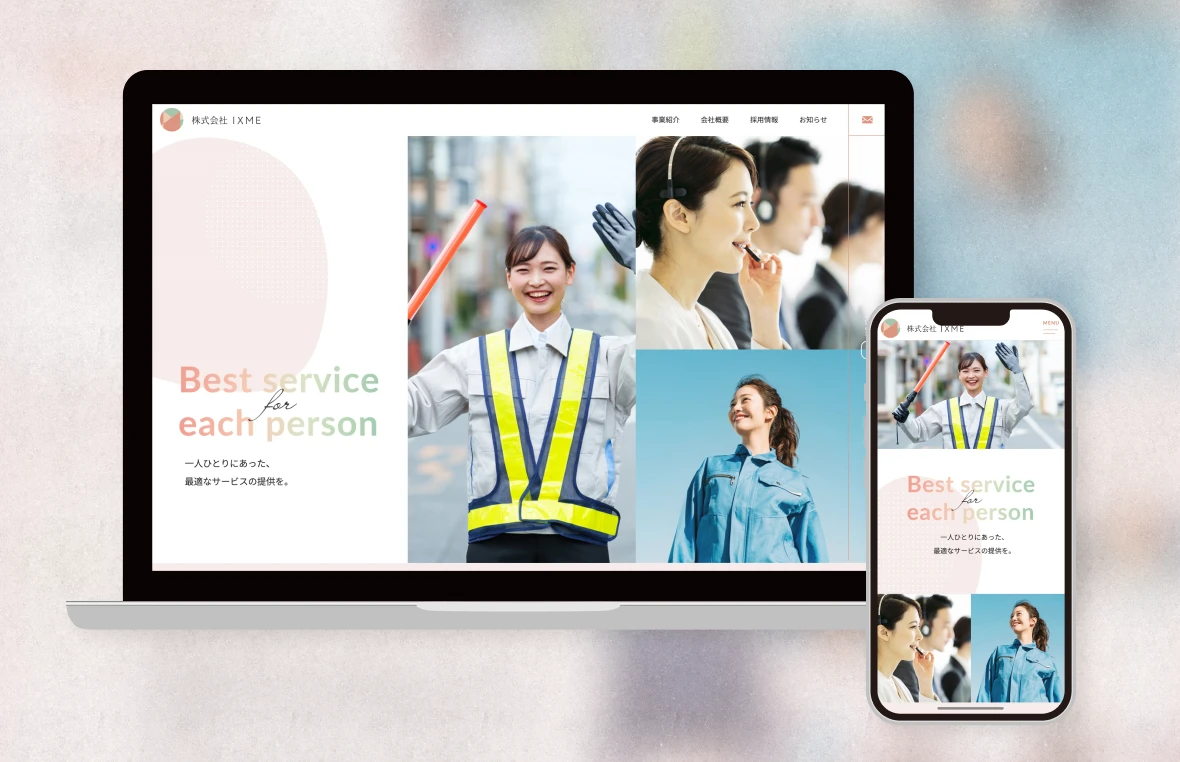 株式会社 IXME
事業紹介 会社概要 採用情報 お知らせ
Best service
for
each person
一人ひとりにあった、
最適なサービスの提供を。
株式会社 IXME
MENU
Best service
for
each person
一人ひとりにあった、
最適なサービスの提供を。